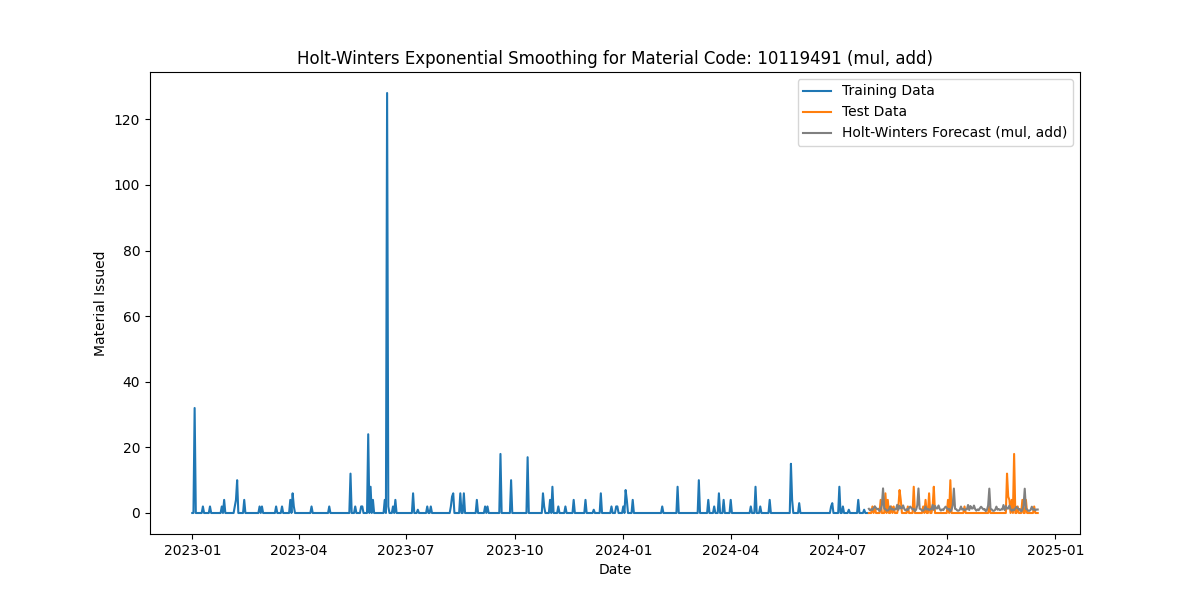 Holt-Winters Exponential Smoothing for Material Code: 10119491 (mul, add)
Training Data
Test Data
Holt-Winters Forecast (mul, add)
Material Issued
120
100
80
60
40
20
0
2023-01 2023-04 2023-07 2023-10 2024-01 2024-04 2024-07 2024-10 2025-01
Date